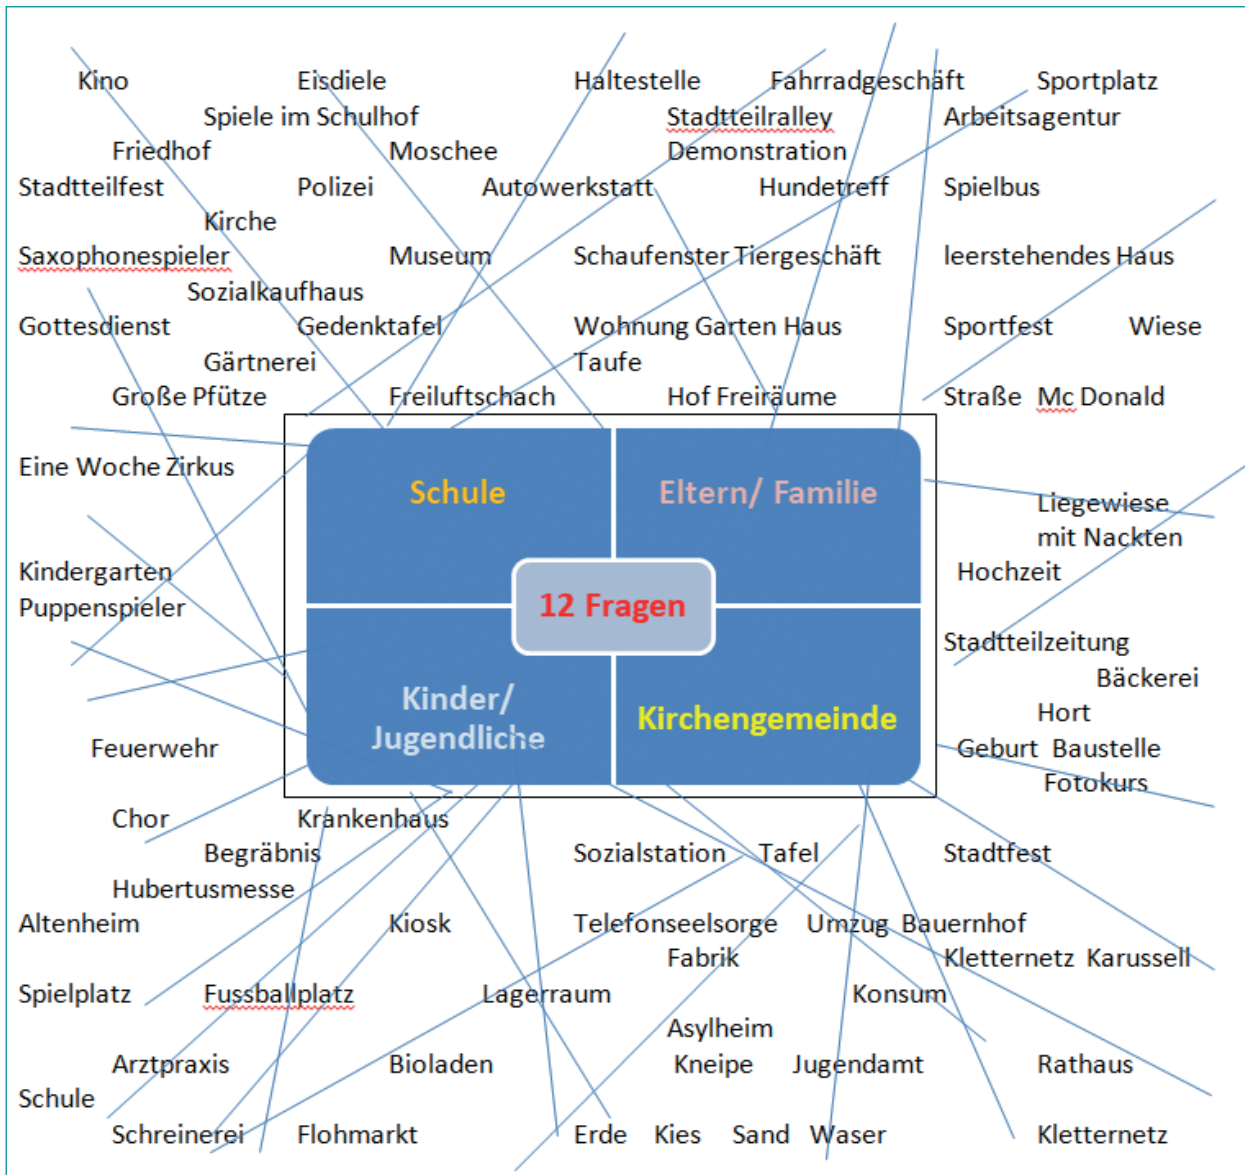 Kino Eisdiele Haltestelle Fahrradgeschäft Sportplatz
Spiele im Schulhof Stadtteilralley Arbeitsagentur
Friedhof Moschee Demonstration
Stadtteilfest Polizei Autowerkstatt Hundetreff Spielbus
Kirche
Saxophonespieler Museum Schaufenster Tiergeschäft leerstehendes Haus
Sozialkaufhaus
Gottesdienst Gedenktafel Wohnung Garten Haus Sportfest Wiese
Gärtnerei Taufe
Große Pfütze Freiluftschach Hof Freiräume Straße Mc Donald
Eine Woche Zirkus
Schule Eltern/ Familie
Liegewiese
mit Nackten
Kindergarten Hochzeit
Puppenspieler
12 Fragen
Stadtteilzeitung
Bäckerei
Kinder/
Jugendliche
Kirchengemeinde
Hort
Feuerwehr Geburt Baustelle
Fotokurs
Chor Krankenhaus
Begräbnis Sozialstation Tafel Stadtfest
Hubertusmesse
Altenheim Kiosk Telefonseelsorge Umzug Bauernhof
Fabrik Kletternetz Karussell
Spielplatz Fussballplatz Lagerraum Konsum
Asylheim
Arztpraxis Bioladen Kneipe Jugendamt Rathaus
Schule
Schreinerei Flohmarkt Erde Kies Sand Waser Kletternetz